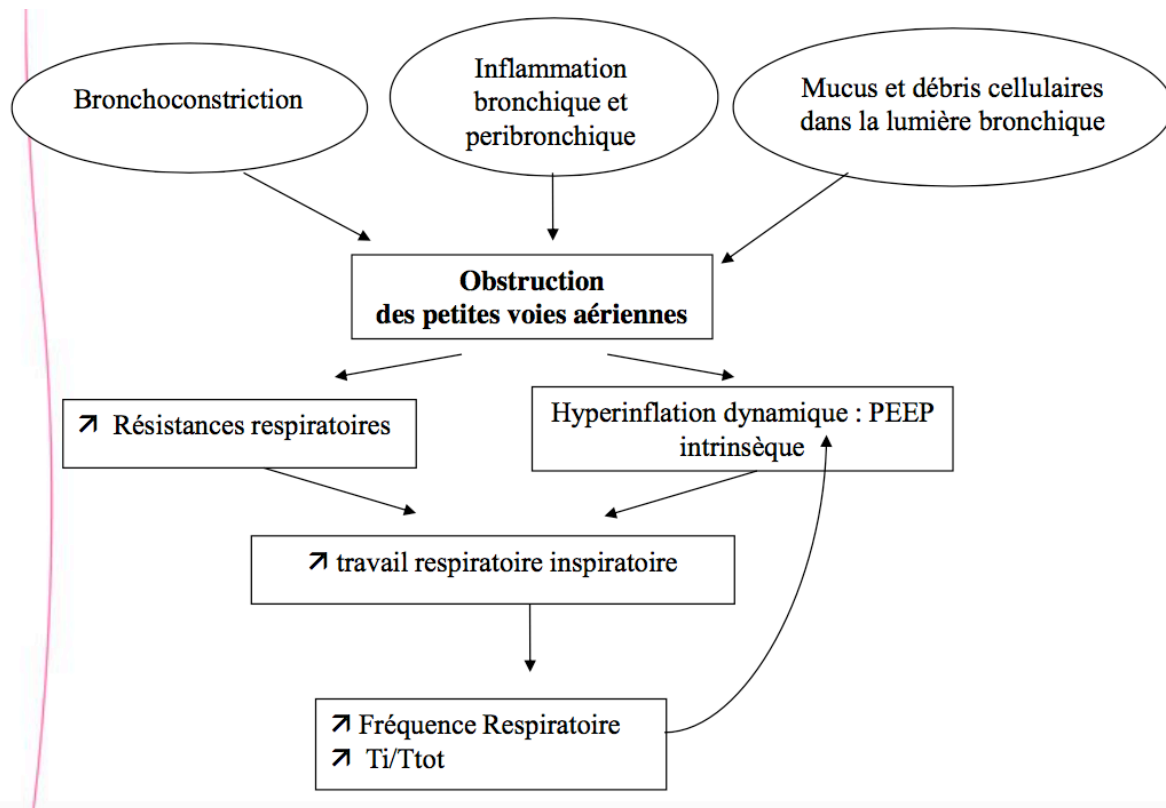 Bronchoconstriction
Inflammation
bronchique et
peribronchique
Mucus et débris cellulaires
dans la lumière bronchique
Obstruction
des petites voies aériennes
↗ Résistances respiratoires
Hyperinflation dynamique : PEEP
intrinsèque
↗ travail respiratoire inspiratoire
↗ Fréquence Respiratoire
↗ Ti/Ttot